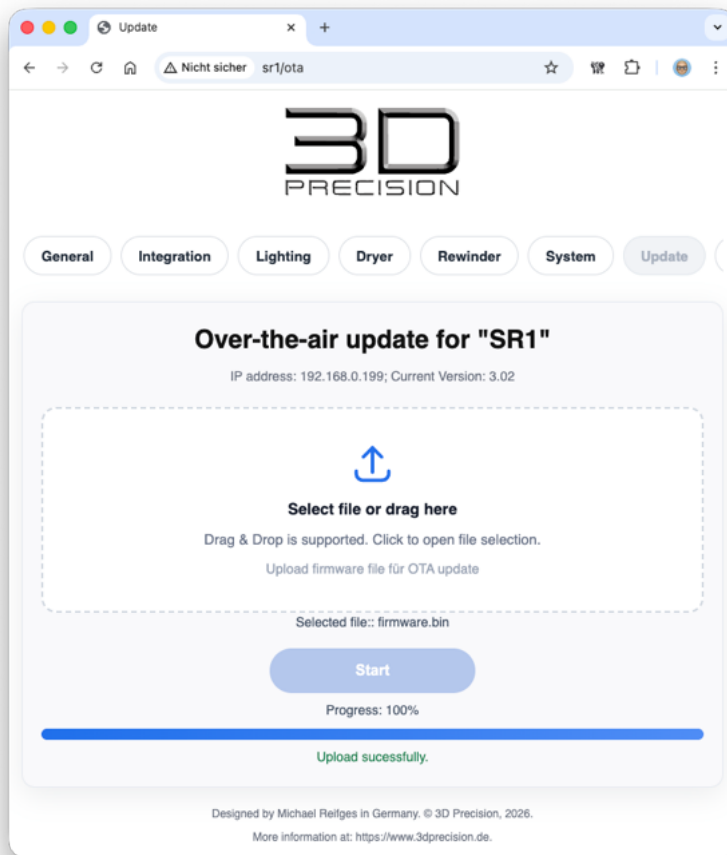 Update
Nicht sicher sr1/ota
3D
PRECISION
General Integration Lighting Dryer Rewinder System Update
Over-the-air update for "SR1"
IP address: 192.168.0.199; Current Version: 3.02
Select file or drag here
Drag & Drop is supported. Click to open file selection.
Upload firmware file für OTA update
Selected file:: firmware.bin
Start
Progress: 100%
Upload sucessfully.
Designed by Michael Reifges in Germany. © 3D Precision, 2026.
More information at: https://www.3dprecision.de.